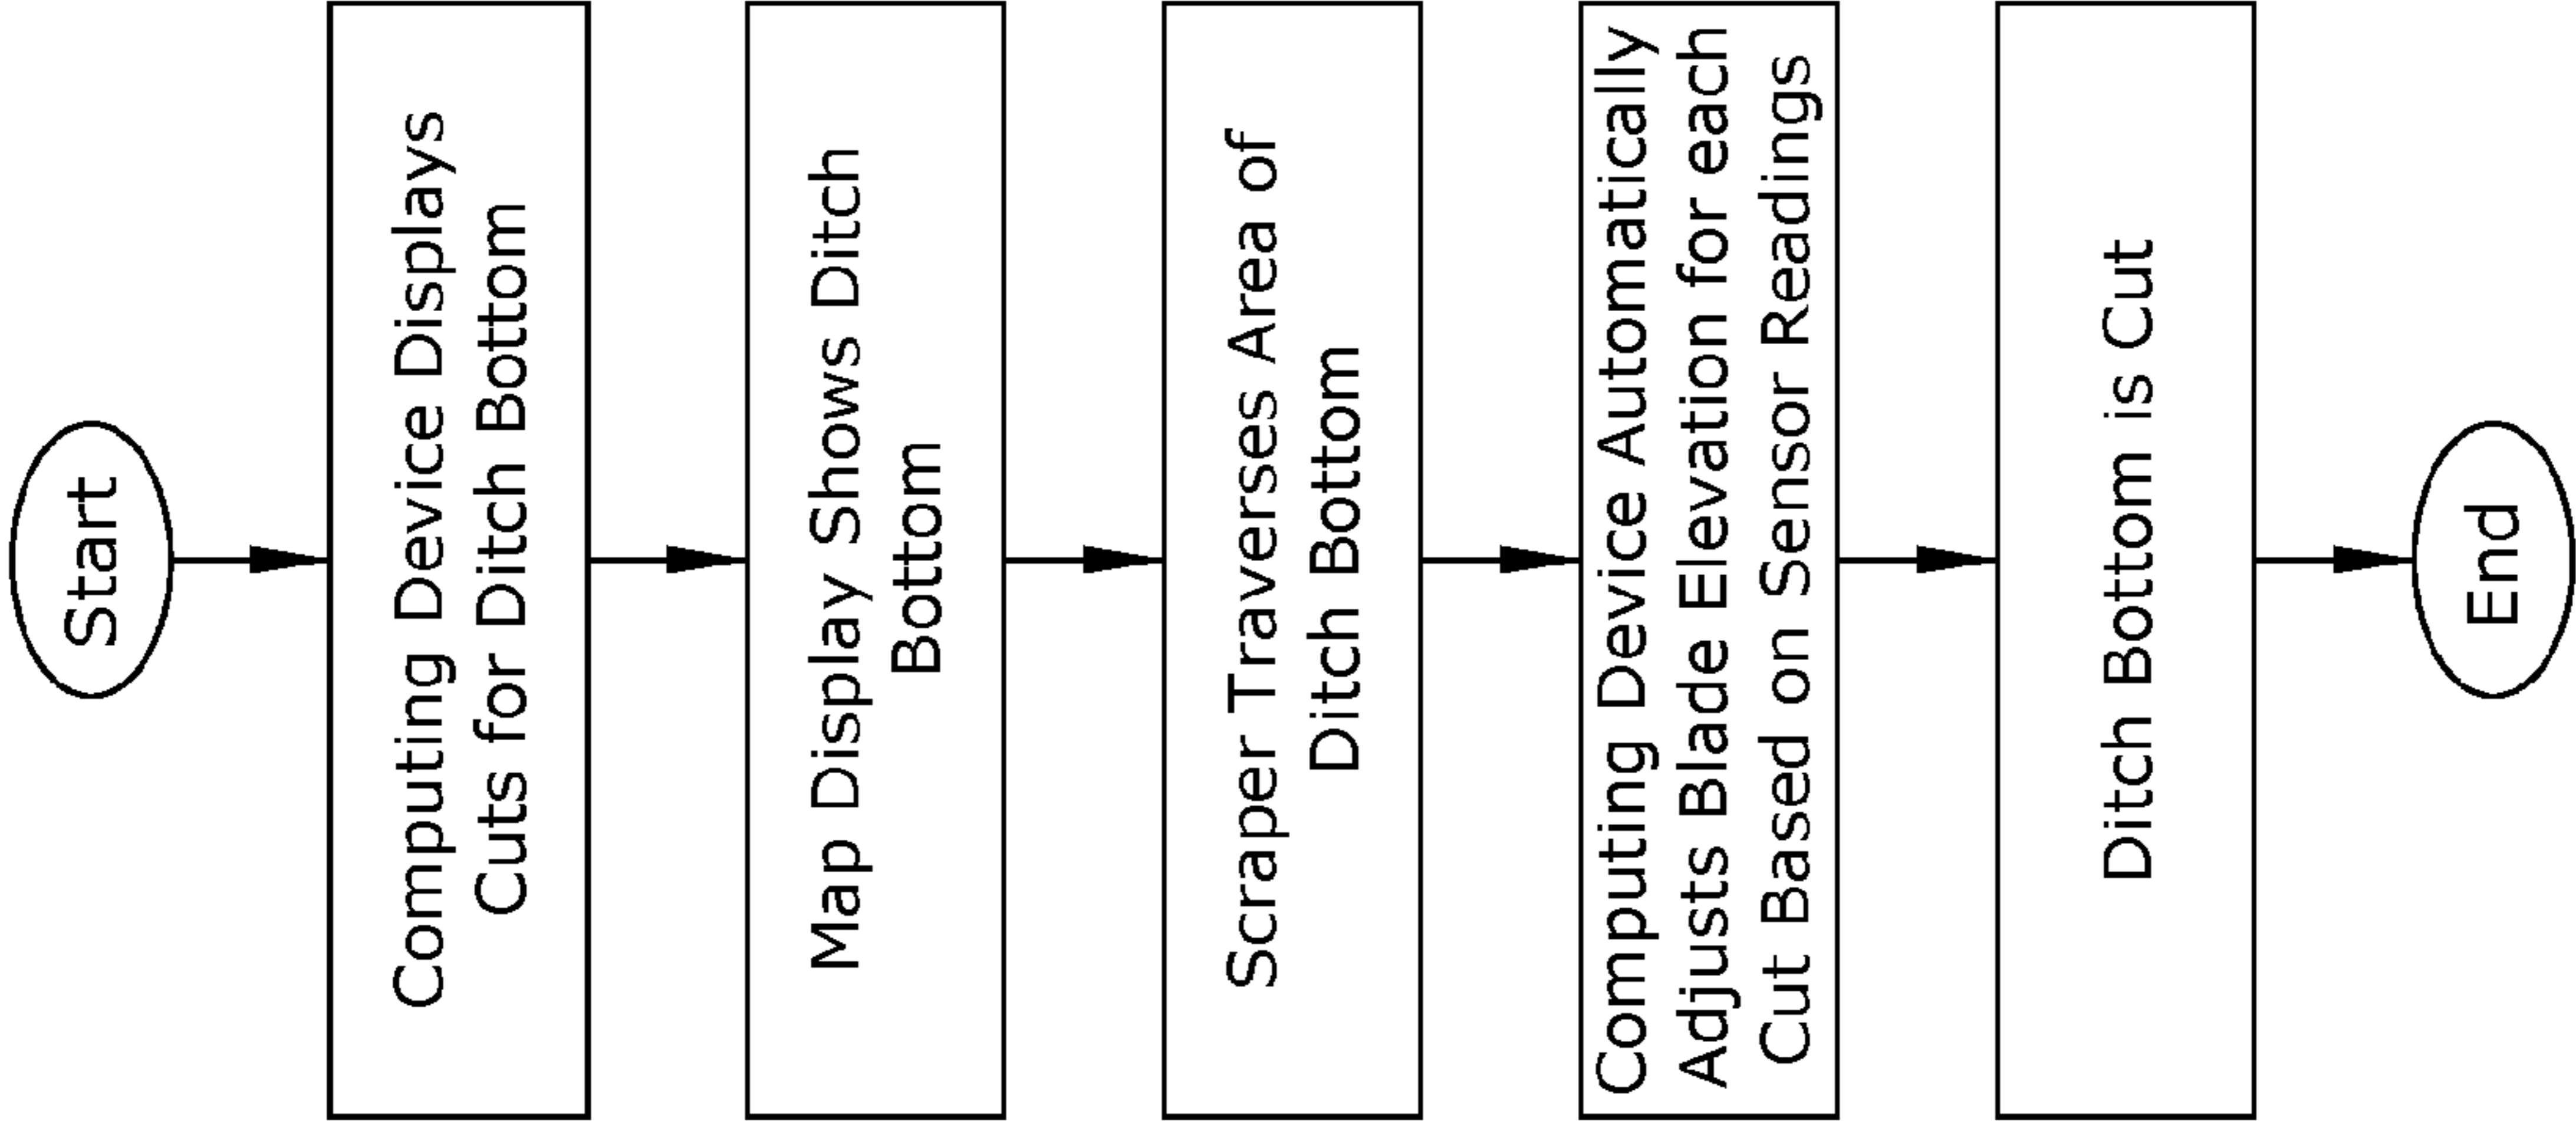 Start
Computing Device Displays
Cuts for Ditch Bottom
Map Display Shows Ditch
Bottom
Scraper Traverses Area of
Ditch Bottom
Computing Device Automatically
Adjusts Blade Elevation for each
Cut Based on Sensor Readings
Ditch Bottom is Cut
End